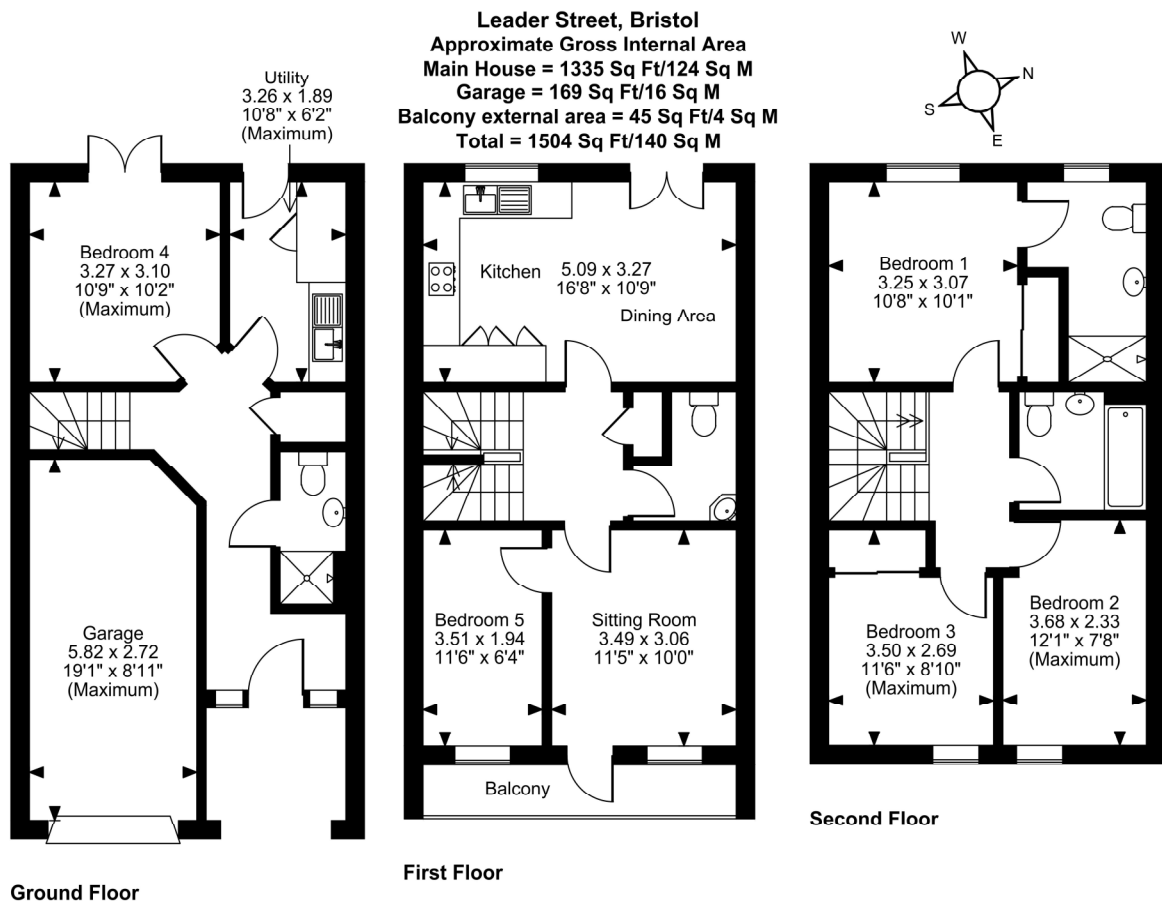 Leader Street, Bristol
Approximate Gross Internal Area
Main House = 1335 Sq Ft/124 Sq M
Garage = 169 Sq Ft/16 Sq M
Balcony external area = 45 Sq Ft/4 Sq M
Total = 1504 Sq Ft/140 Sq M
W
N
S
E
Utility
3.26 x 1.89
10'8" x 6'2"
(Maximum)
Bedroom 4
3.27 x 3.10
10'9" x 10'2"
(Maximum)
Garage
5.82 x 2.72
19'1" x 8'11"
(Maximum)
Ground Floor
Kitchen
5.09 x 3.27
16'8" x 10'9"
Dining Area
Bedroom 5
3.51 x 1.94
11'6" x 6'4"
Sitting Room
3.49 x 3.06
11'5" x 10'0"
Balcony
First Floor
Bedroom 1
3.25 x 3.07
10'8" x 10'1"
Bedroom 3
3.50 x 2.69
11'6" x 8'10"
(Maximum)
Bedroom 2
3.68 x 2.33
12'1" x 7'8"
(Maximum)
Second Floor